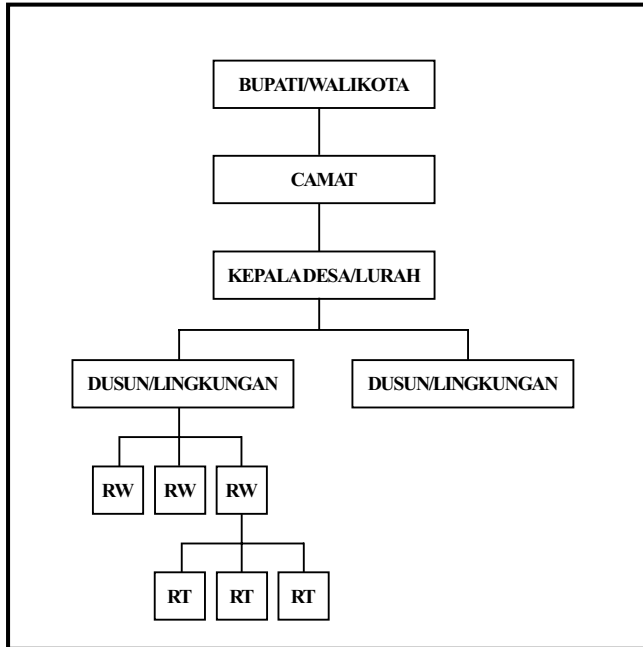 BUPATI/WALIKOTA
CAMAT
KEPALA DESA/LURAH
DUSUN/LINGKUNGAN DUSUN/LINGKUNGAN
RW RW RW
RT RT RT